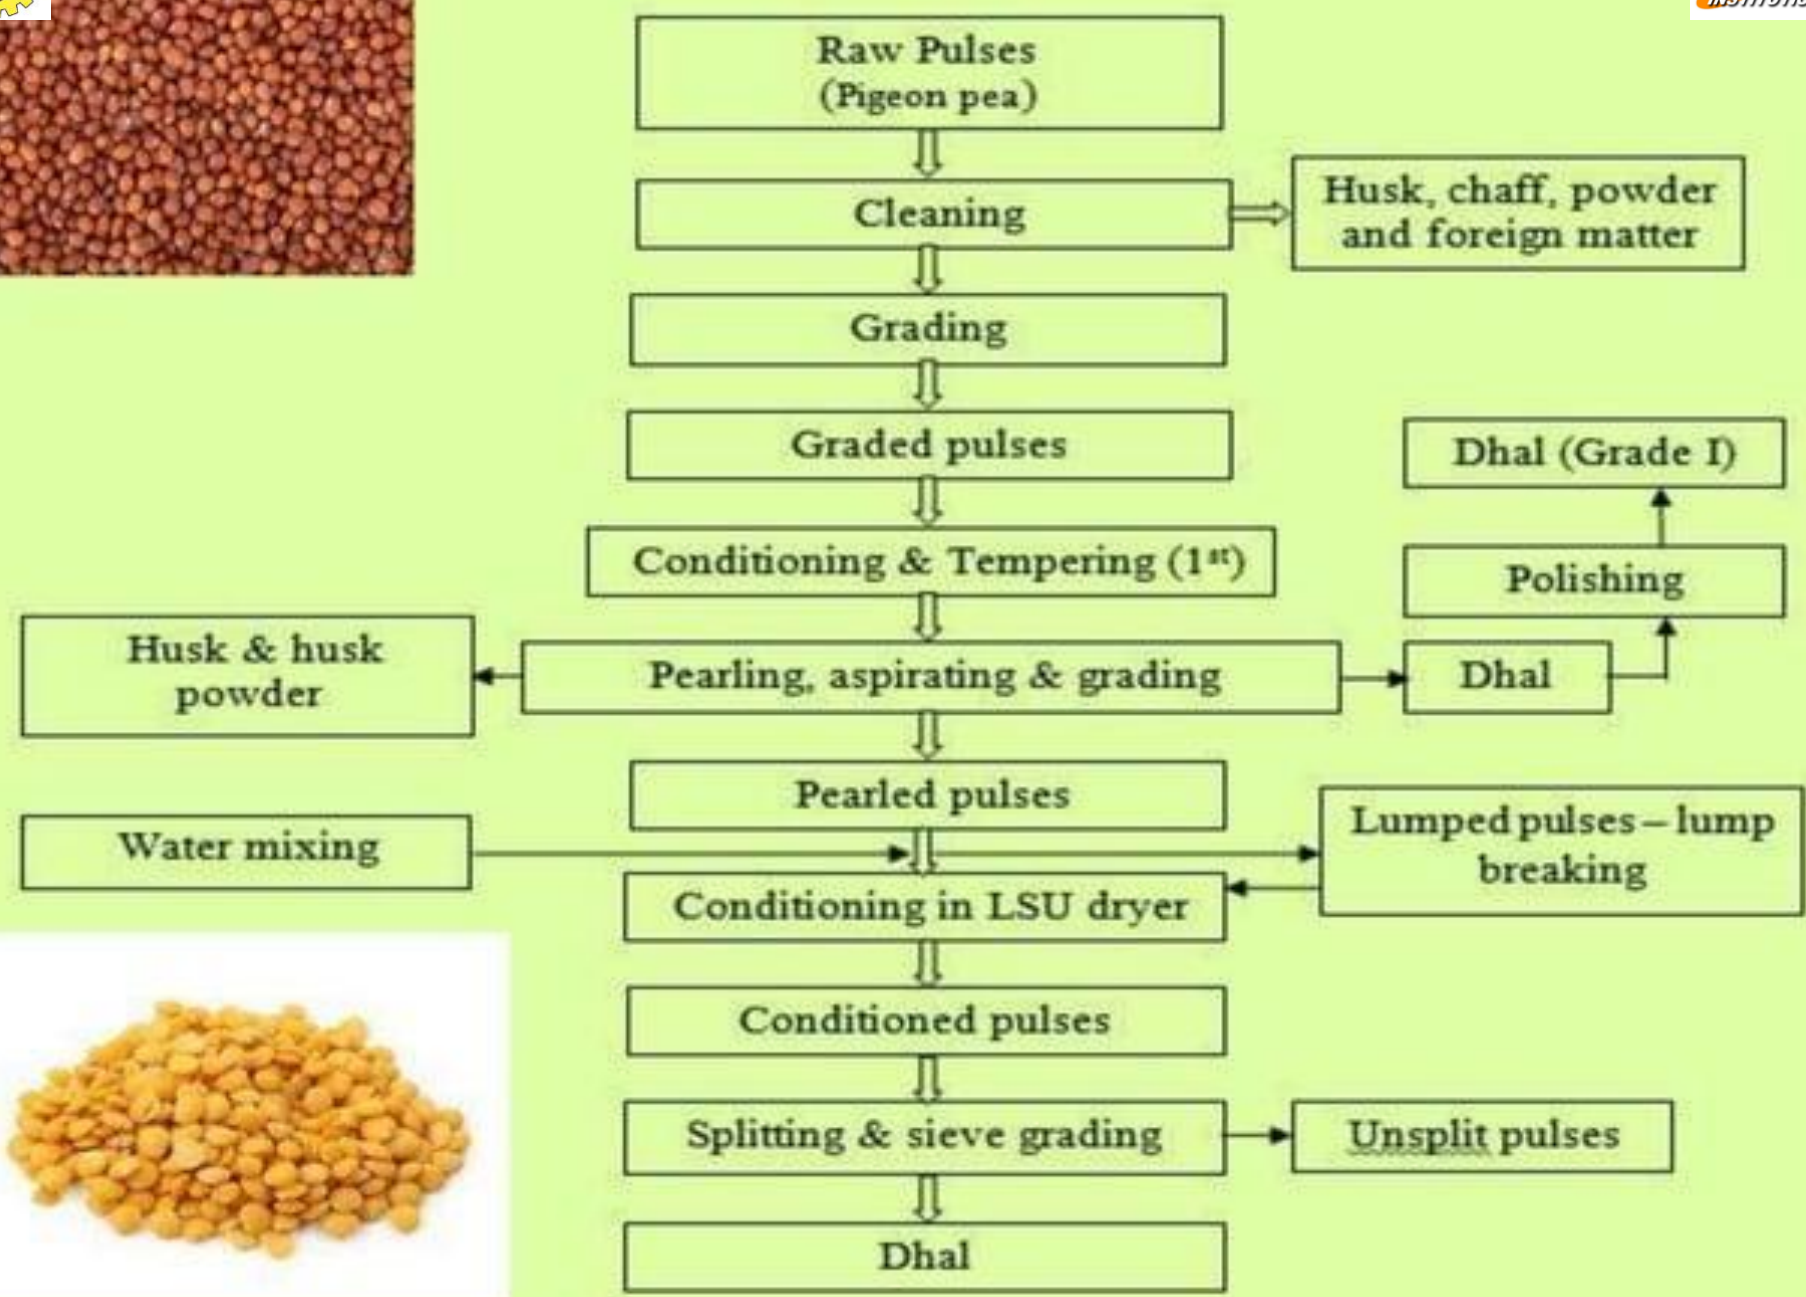 Raw Pulses
(Pigeon pea)
Cleaning
Husk, chaff, powder
and foreign matter
Grading
Graded pulses
Dhal (Grade I)
Conditioning & Tempering (1st)
Polishing
Husk & husk
powder
Pearling, aspirating & grading
Dhal
Pearled pulses
Water mixing
Lumped pulses – lump
breaking
Conditioning in LSU dryer
Conditioned pulses
Splitting & sieve grading
Unsplit pulses
Dhal